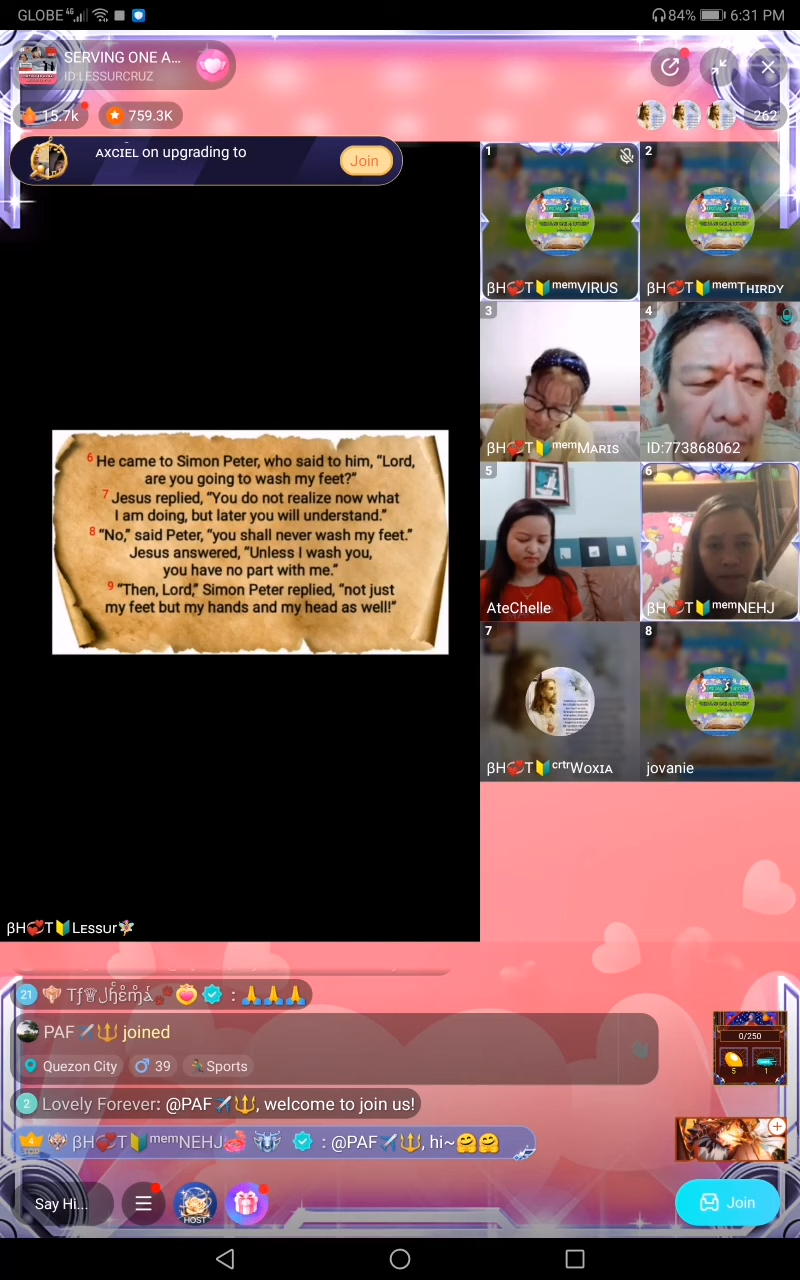 GLOBE 4G 84% 6:31 PM
SERVING ONE A...
ID:LESSURCRUZ
15.7k 759.3K 262
AXCIEL on upgrading to
Join
1
βH💞T🔰ᵐᵉᵐVIRUS
2
βH💞T🔰ᵐᵉᵐTʜɪʀᴅʏ
3
βH💞T🔰ᵐᵉᵐMᴀʀɪs
4
ID:773868062
5
AteChelle
6
βH💞T🔰ᵐᵉᵐNEHJ
7
βH💞T🔰ᶜʳᵗʳWᴏxɪᴀ
8
jovanie
6 He came to Simon Peter, who said to him, “Lord,
are you going to wash my feet?”
7 Jesus replied, “You do not realize now what
I am doing, but later you will understand.”
8 “No,” said Peter, “you shall never wash my feet.”
Jesus answered, “Unless I wash you,
you have no part with me.”
9 “Then, Lord,” Simon Peter replied, “not just
my feet but my hands and my head as well!”
βH💞T🔰Lᴇssᴜʀ🧚
21 : 🙏🙏🙏
PAF✈️🔱 joined
Quezon City 39 Sports
0/250
5 1
2 Lovely Forever: @PAF✈️🔱, welcome to join us!
4 TOP βH💞T🔰ᵐᵉᵐNEHJ : @PAF✈️🔱, hi~🤗🤗
Say Hi...
HOST
Join